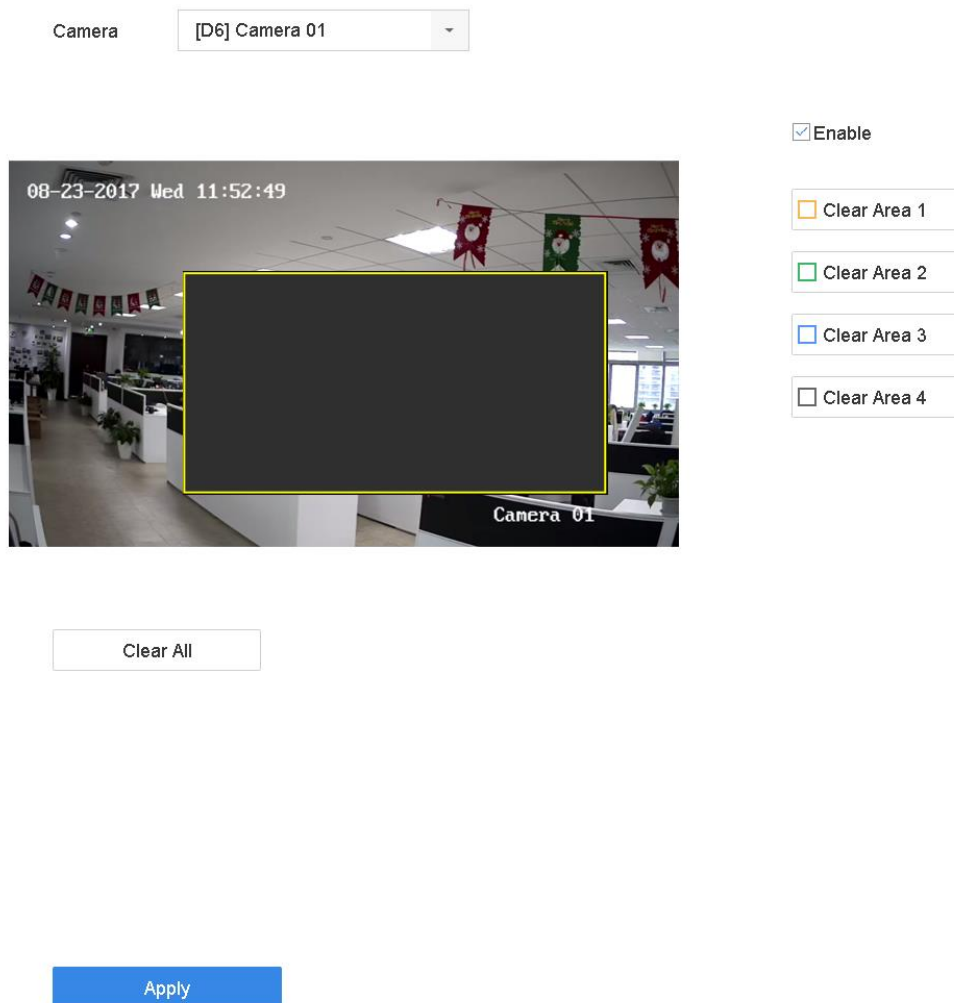 Camera
[D6] Camera 01
Enable
08-23-2017 Wed 11:52:49
Clear Area 1
Clear Area 2
Clear Area 3
Clear Area 4
Camera 01
Clear All
Apply